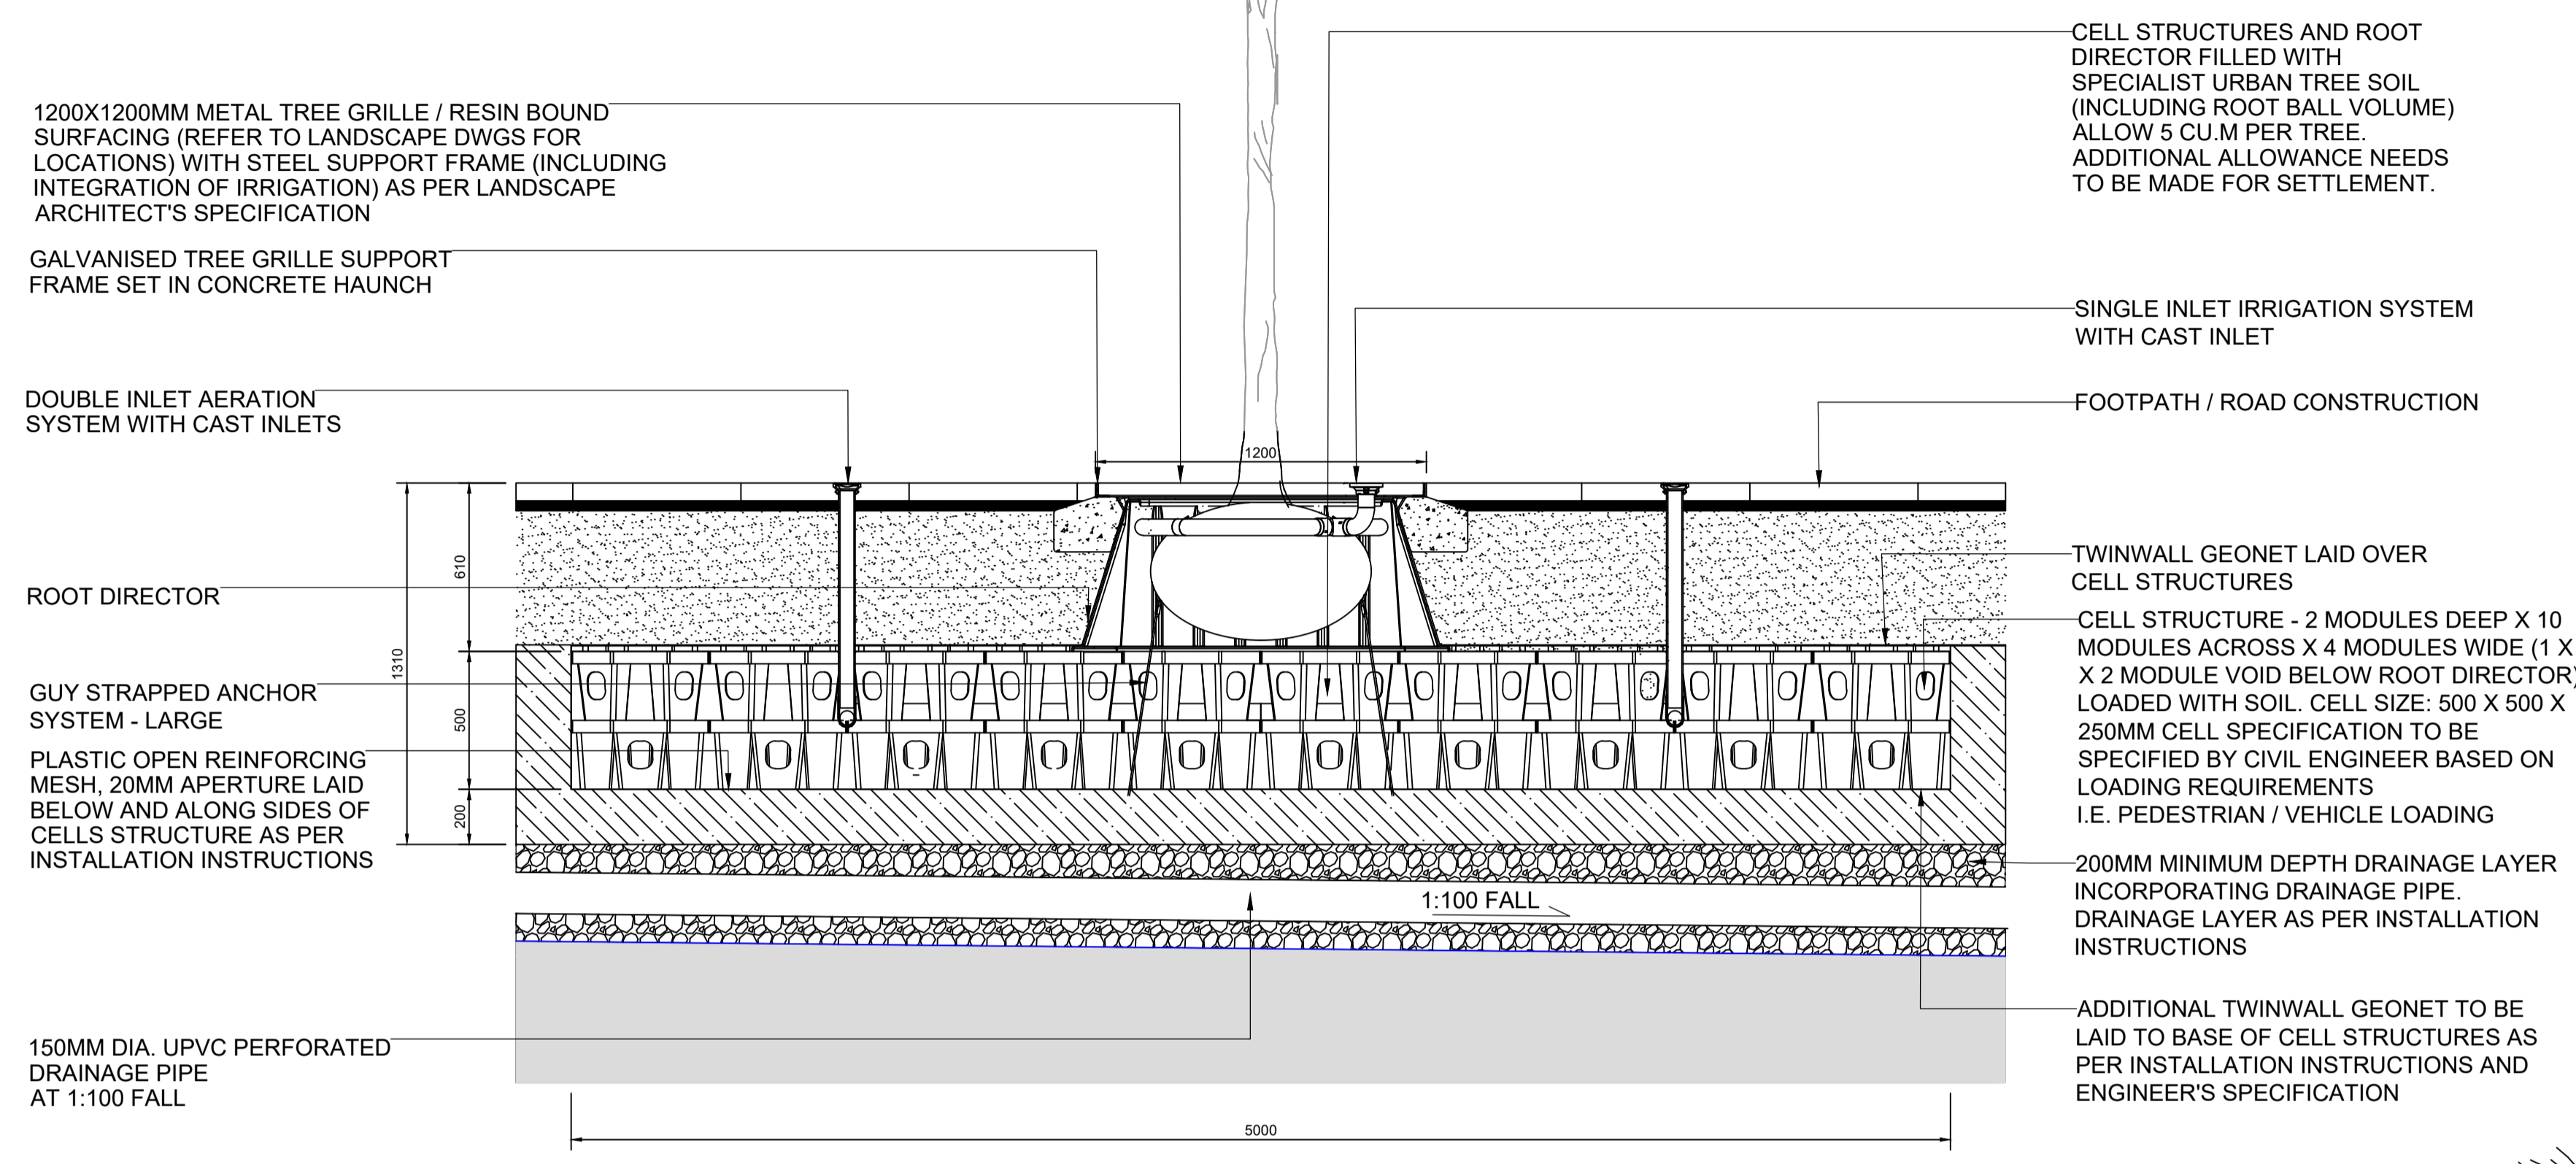 1200X1200MM METAL TREE GRILLE / RESIN BOUND
SURFACING (REFER TO LANDSCAPE DWGS FOR
LOCATIONS) WITH STEEL SUPPORT FRAME (INCLUDING
INTEGRATION OF IRRIGATION) AS PER LANDSCAPE
ARCHITECT'S SPECIFICATION
GALVANISED TREE GRILLE SUPPORT
FRAME SET IN CONCRETE HAUNCH
DOUBLE INLET AERATION
SYSTEM WITH CAST INLETS
ROOT DIRECTOR
GUY STRAPPED ANCHOR
SYSTEM - LARGE
PLASTIC OPEN REINFORCING
MESH, 20MM APERTURE LAID
BELOW AND ALONG SIDES OF
CELLS STRUCTURE AS PER
INSTALLATION INSTRUCTIONS
150MM DIA. UPVC PERFORATED
DRAINAGE PIPE
AT 1:100 FALL
1310
610
500
200
1200
1:100 FALL
5000
CELL STRUCTURES AND ROOT
DIRECTOR FILLED WITH
SPECIALIST URBAN TREE SOIL
(INCLUDING ROOT BALL VOLUME)
ALLOW 5 CU.M PER TREE.
ADDITIONAL ALLOWANCE NEEDS
TO BE MADE FOR SETTLEMENT.
SINGLE INLET IRRIGATION SYSTEM
WITH CAST INLET
FOOTPATH / ROAD CONSTRUCTION
TWINWALL GEONET LAID OVER
CELL STRUCTURES
CELL STRUCTURE - 2 MODULES DEEP X 10
MODULES ACROSS X 4 MODULES WIDE (1 X
X 2 MODULE VOID BELOW ROOT DIRECTOR)
LOADED WITH SOIL. CELL SIZE: 500 X 500 X
250MM CELL SPECIFICATION TO BE
SPECIFIED BY CIVIL ENGINEER BASED ON
LOADING REQUIREMENTS
I.E. PEDESTRIAN / VEHICLE LOADING
200MM MINIMUM DEPTH DRAINAGE LAYER
INCORPORATING DRAINAGE PIPE.
DRAINAGE LAYER AS PER INSTALLATION
INSTRUCTIONS
ADDITIONAL TWINWALL GEONET TO BE
LAID TO BASE OF CELL STRUCTURES AS
PER INSTALLATION INSTRUCTIONS AND
ENGINEER'S SPECIFICATION